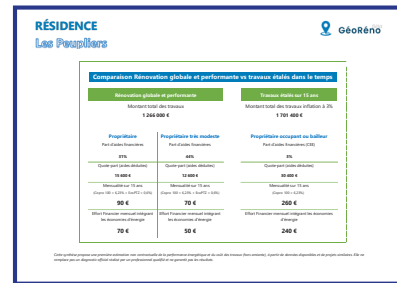 RÉSIDENCE
Les Peupliers
GéoRéno
Comparaison Rénovation globale et performante vs travaux étalés dans le temps
Rénovation globale et performante
Travaux étalés sur 15 ans
Montant total des travaux
Montant total des travaux inflation à 2%
1 266 000 €
1 701 400 €
Propriétaire
Propriétaire très modeste
Propriétaire occupant ou bailleur
Part d'aides financières
Part d'aides financières
Part d'aides financières (CEE)
51%
64%
3%
Quote-part (aides déduites)
Quote-part (aides déduites)
Quote-part (aides déduites)
15 600 €
12 600 €
30 400 €
Mensualité sur 15 ans
Mensualité sur 15 ans
Mensualité sur 15 ans
90 €
70 €
260 €
Effort Financier mensuel intégrant les économies d'énergie
Effort Financier mensuel intégrant les économies d'énergie
Effort Financier mensuel intégrant les économies d'énergie
70 €
50 €
240 €